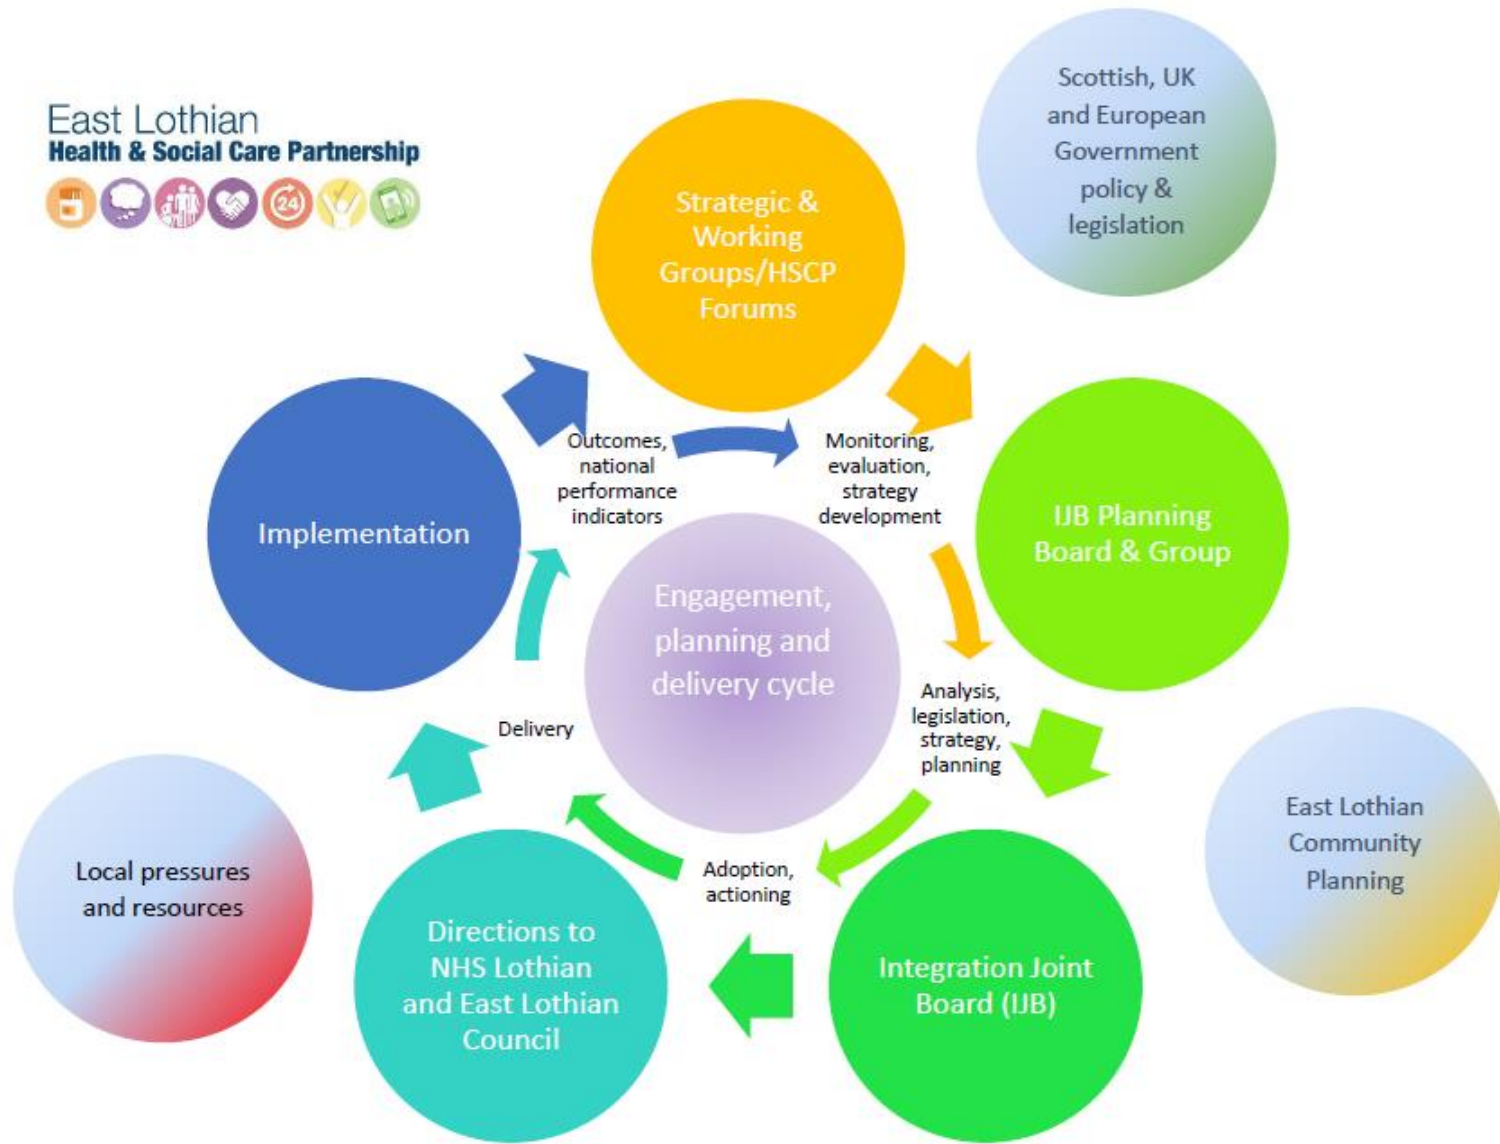 East Lothian
Health & Social Care Partnership
24
Scottish, UK
and European
Government
policy &
legislation
Strategic &
Working
Groups/HSCP
Forums
Implementation
Outcomes,
national
performance
indicators
Monitoring,
evaluation,
strategy
development
IJB Planning
Board & Group
Engagement,
planning and
delivery cycle
Analysis,
legislation,
strategy,
planning
Delivery
Local pressures
and resources
Adoption,
actioning
East Lothian
Community
Planning
Directions to
NHS Lothian
and East Lothian
Council
Integration Joint
Board (IJB)